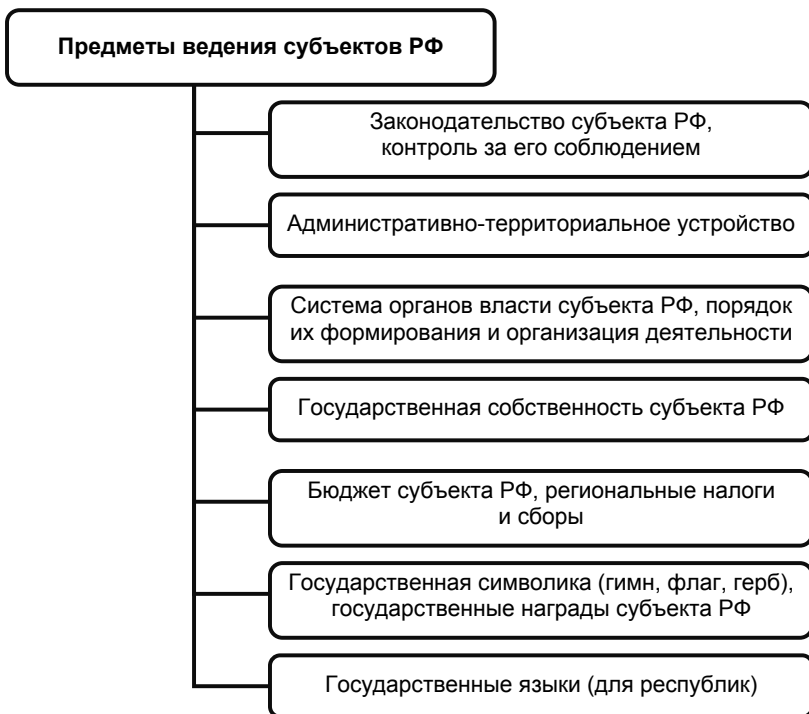 Предметы ведения субъектов РФ
Законодательство субъекта РФ,
контроль за его соблюдением
Административно-территориальное устройство
Система органов власти субъекта РФ, порядок
их формирования и организация деятельности
Государственная собственность субъекта РФ
Бюджет субъекта РФ, региональные налоги
и сборы
Государственная символика (гимн, флаг, герб),
государственные награды субъекта РФ
Государственные языки (для республик)